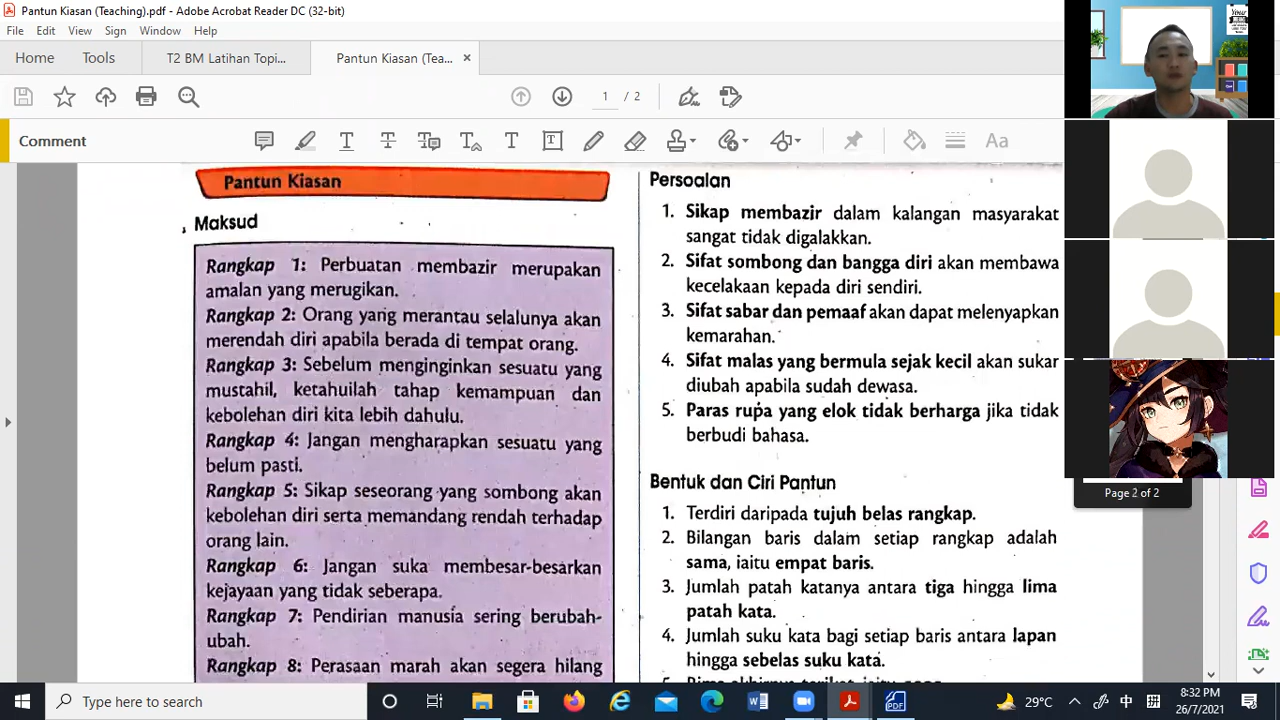 Pantun Kiasan (Teaching).pdf - Adobe Acrobat Reader DC (32-bit)
File Edit View Sign Window Help
Home Tools T2 BM Latihan Topi... Pantun Kiasan (Tea... ×
1 / 2
Comment
Pantun Kiasan
Maksud
Rangkap 1: Perbuatan membazir merupakan
amalan yang merugikan.
Rangkap 2: Orang yang merantau selalunya akan
merendah diri apabila berada di tempat orang.
Rangkap 3: Sebelum menginginkan sesuatu yang
mustahil, ketahuilah tahap kemampuan dan
kebolehan diri kita lebih dahulu.
Rangkap 4: Jangan mengharapkan sesuatu yang
belum pasti.
Rangkap 5: Sikap seseorang yang sombong akan
kebolehan diri serta memandang rendah terhadap
orang lain.
Rangkap 6: Jangan suka membesar-besarkan
kejayaan yang tidak seberapa.
Rangkap 7: Pendirian manusia sering berubah-
ubah.
Rangkap 8: Perasaan marah akan segera hilang
Persoalan
1. Sikap membazir dalam kalangan masyarakat
sangat tidak digalakkan.
2. Sifat sombong dan bangga diri akan membawa
kecelakaan kepada diri sendiri.
3. Sifat sabar dan pemaaf akan dapat melenyapkan
kemarahan.
4. Sifat malas yang bermula sejak kecil akan sukar
diubah apabila sudah dewasa.
5. Paras rupa yang elok tidak berharga jika tidak
berbudi bahasa.
Bentuk dan Ciri Pantun
1. Terdiri daripada tujuh belas rangkap.
2. Bilangan baris dalam setiap rangkap adalah
sama, iaitu empat baris.
3. Jumlah patah katanya antara tiga hingga lima
patah kata.
4. Jumlah suku kata bagi setiap baris antara lapan
hingga sebelas suku kata.
Page 2 of 2
Type here to search
29°C
中
拼
8:32 PM
26/7/2021